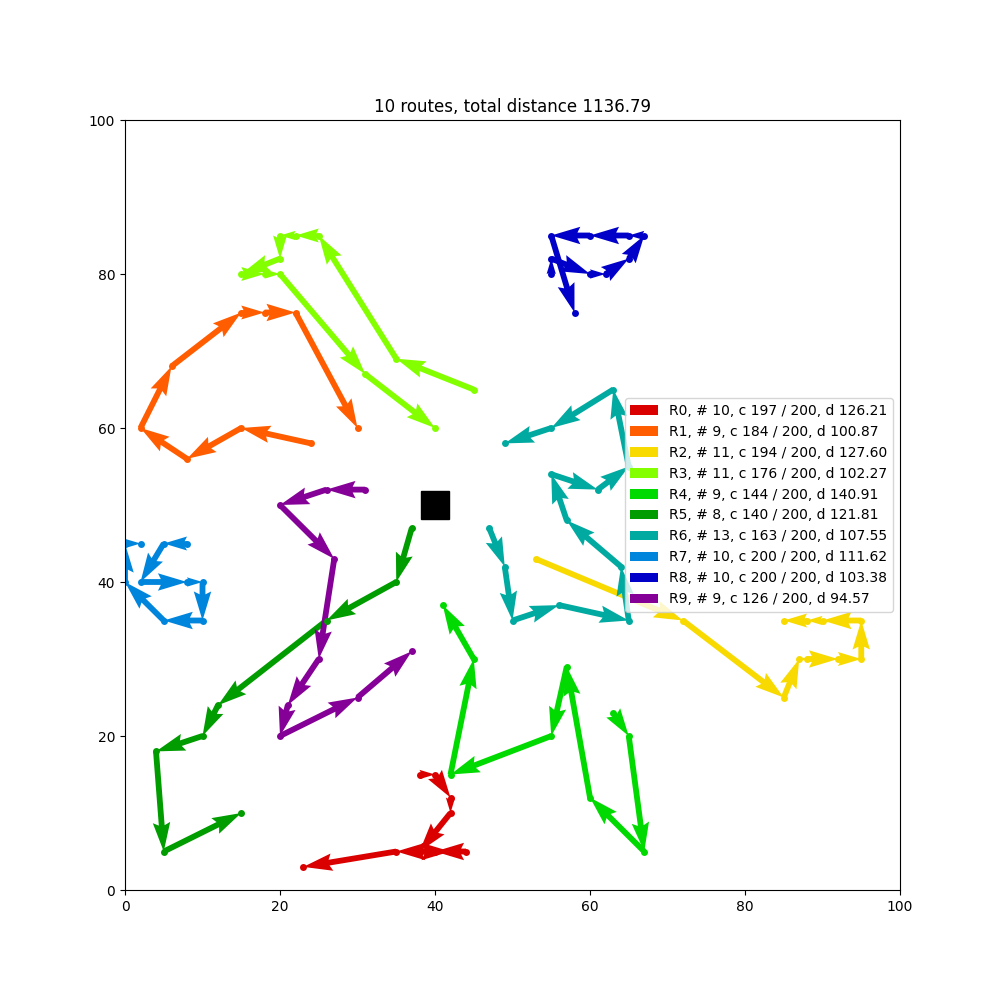 10 routes, total distance 1136.79
100
80
60
40
20
0
R0, # 10, c 197 / 200, d 126.21
R1, # 9, c 184 / 200, d 100.87
R2, # 11, c 194 / 200, d 127.60
R3, # 11, c 176 / 200, d 102.27
R4, # 9, c 144 / 200, d 140.91
R5, # 8, c 140 / 200, d 121.81
R6, # 13, c 163 / 200, d 107.55
R7, # 10, c 200 / 200, d 111.62
R8, # 10, c 200 / 200, d 103.38
R9, # 9, c 126 / 200, d 94.57
0 20 40 60 80 100